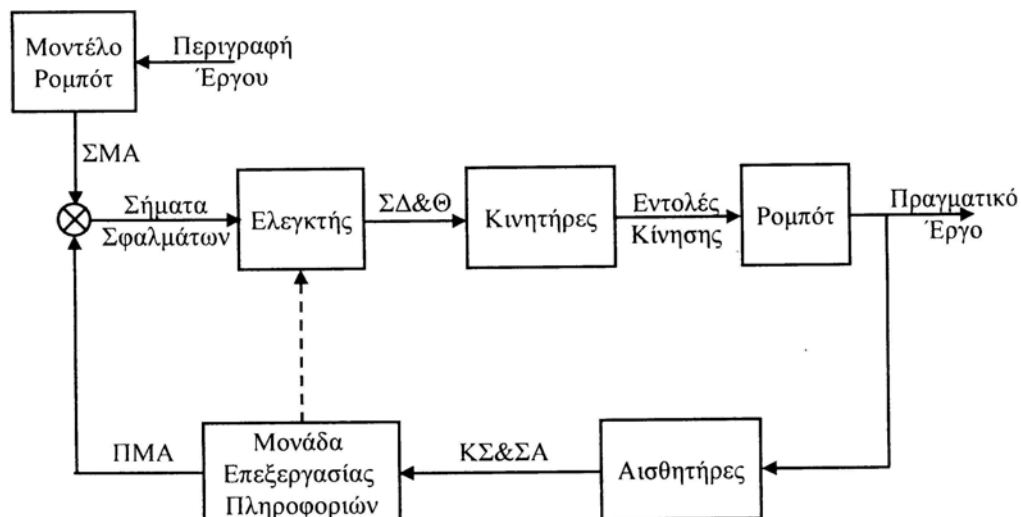 Μοντέλο
Ρομπότ
Περιγραφή
Έργου
ΣΜΑ
Σήματα
Σφαλμάτων
Ελεγκτής
ΣΔ&Θ
Κινητήρες
Εντολές
Κίνησης
Ρομπότ
Πραγματικό
Έργο
ΠΜΑ
Μονάδα
Επεξεργασίας
Πληροφοριών
ΚΣ&ΣΑ
Αισθητήρες